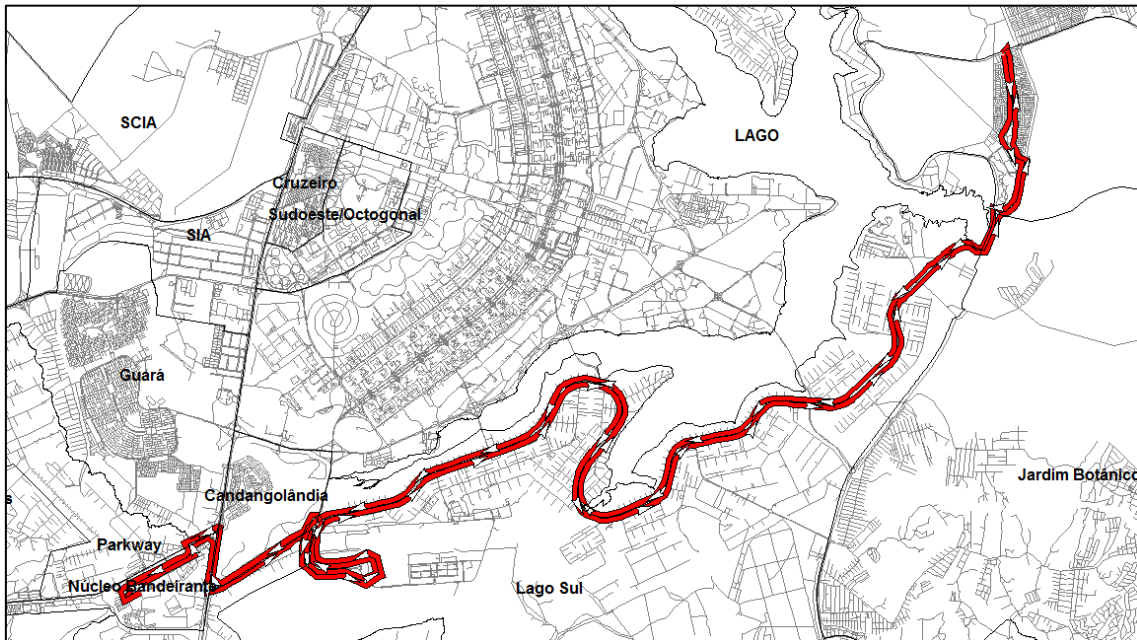 SCIA
LAGO
Cruzeiro
Sudoeste/Octogonal
SIA
Guará
Jardim Botânico
Candangolândia
s
Parkway
Núcleo Bandeirante
Lago Sul